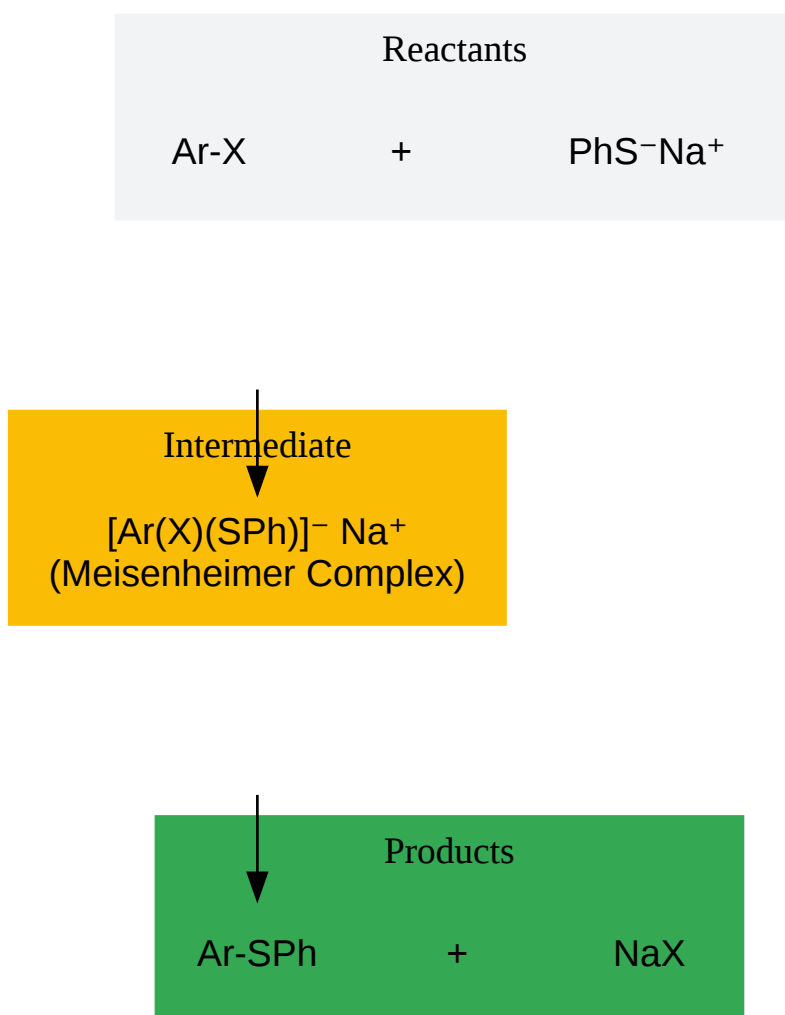 Reactants
Ar-X + PhS⁻Na⁺
Intermediate
[Ar(X)(SPh)]⁻ Na⁺
(Meisenheimer Complex)
Products
Ar-SPh + NaX